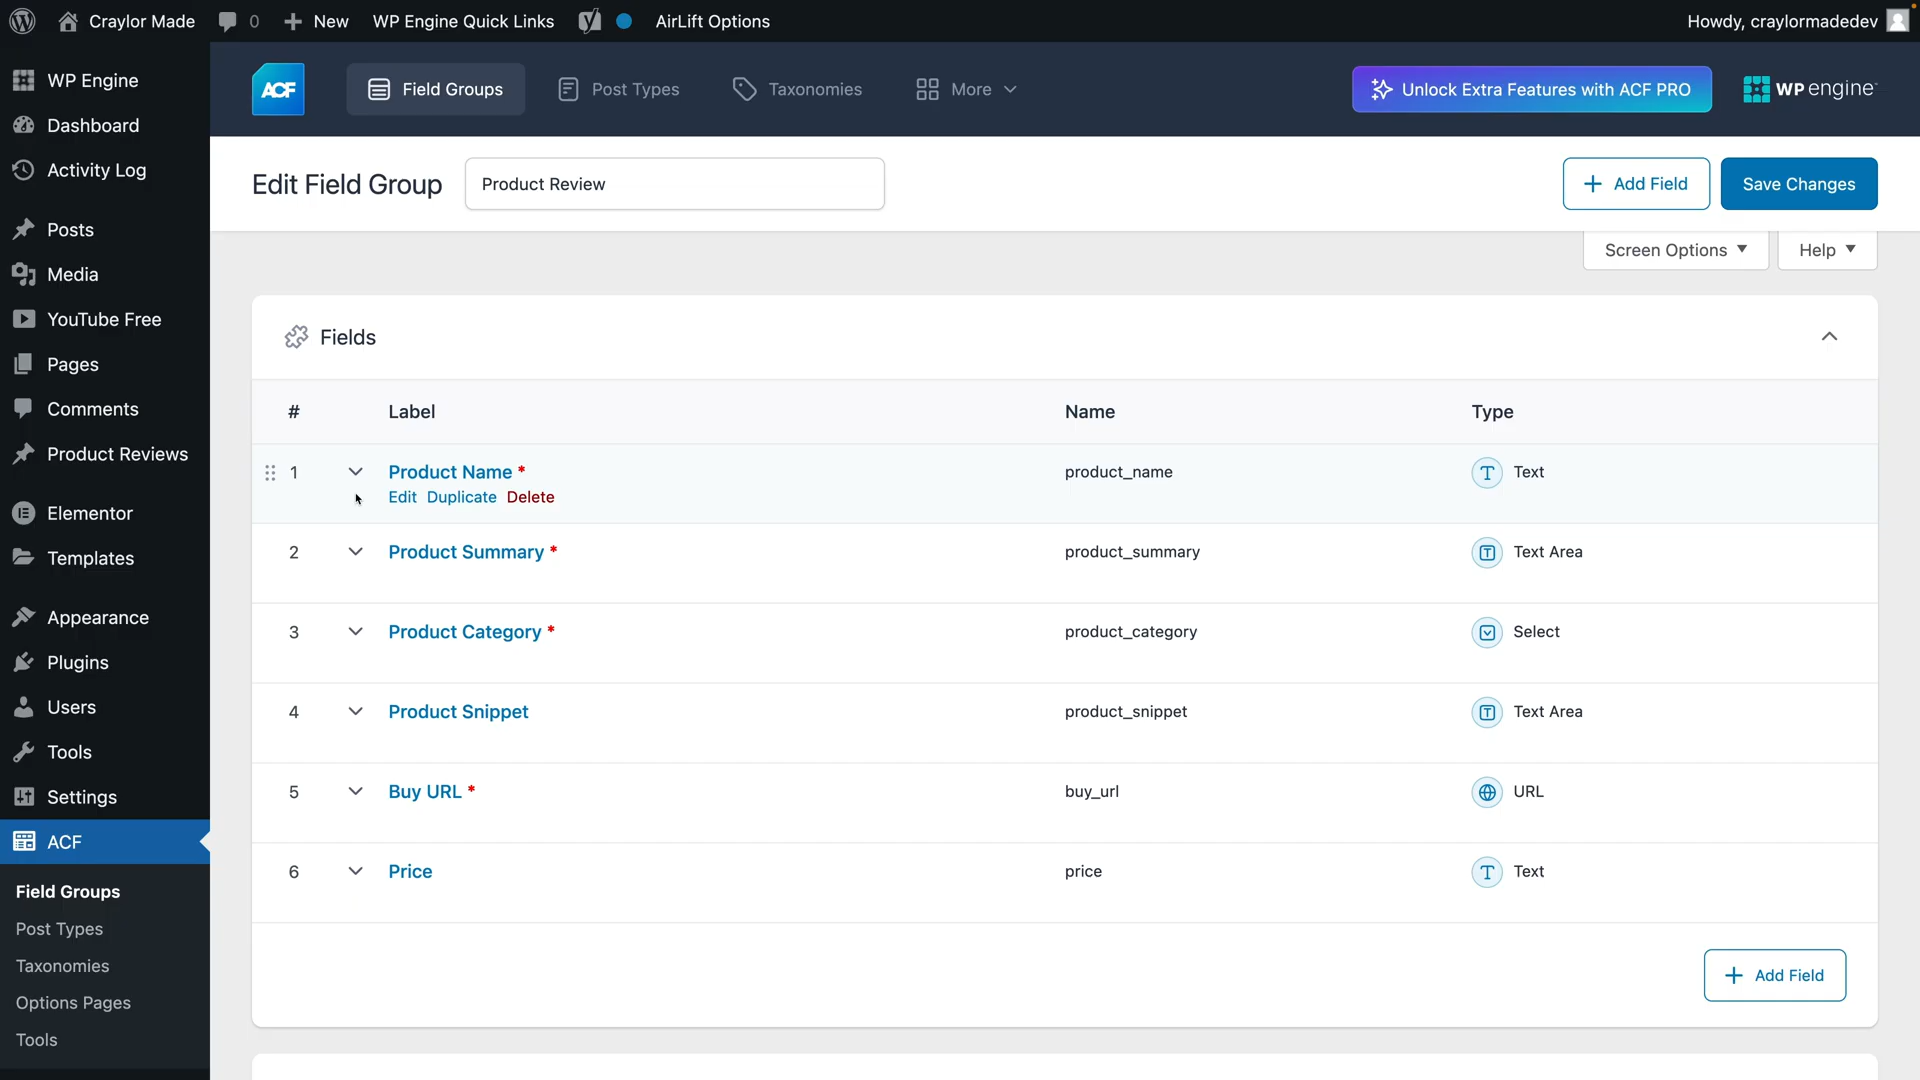 Craylor Made
0
New
WP Engine Quick Links
AirLift Options
Howdy, craylormadedev
WP Engine
Dashboard
Activity Log
Posts
Media
YouTube Free
Pages
Comments
Product Reviews
Elementor
Templates
Appearance
Plugins
Users
Tools
Settings
ACF
Field Groups
Post Types
Taxonomies
Options Pages
Tools
ACF
Field Groups
Post Types
Taxonomies
More
Unlock Extra Features with ACF PRO
WP engine
Edit Field Group
Product Review
+ Add Field
Save Changes
Screen Options
Help
Fields
# Label Name Type
1 Product Name * product_name Text
Edit Duplicate Delete
2 Product Summary * product_summary Text Area
3 Product Category * product_category Select
4 Product Snippet product_snippet Text Area
5 Buy URL * buy_url URL
6 Price price Text
+ Add Field